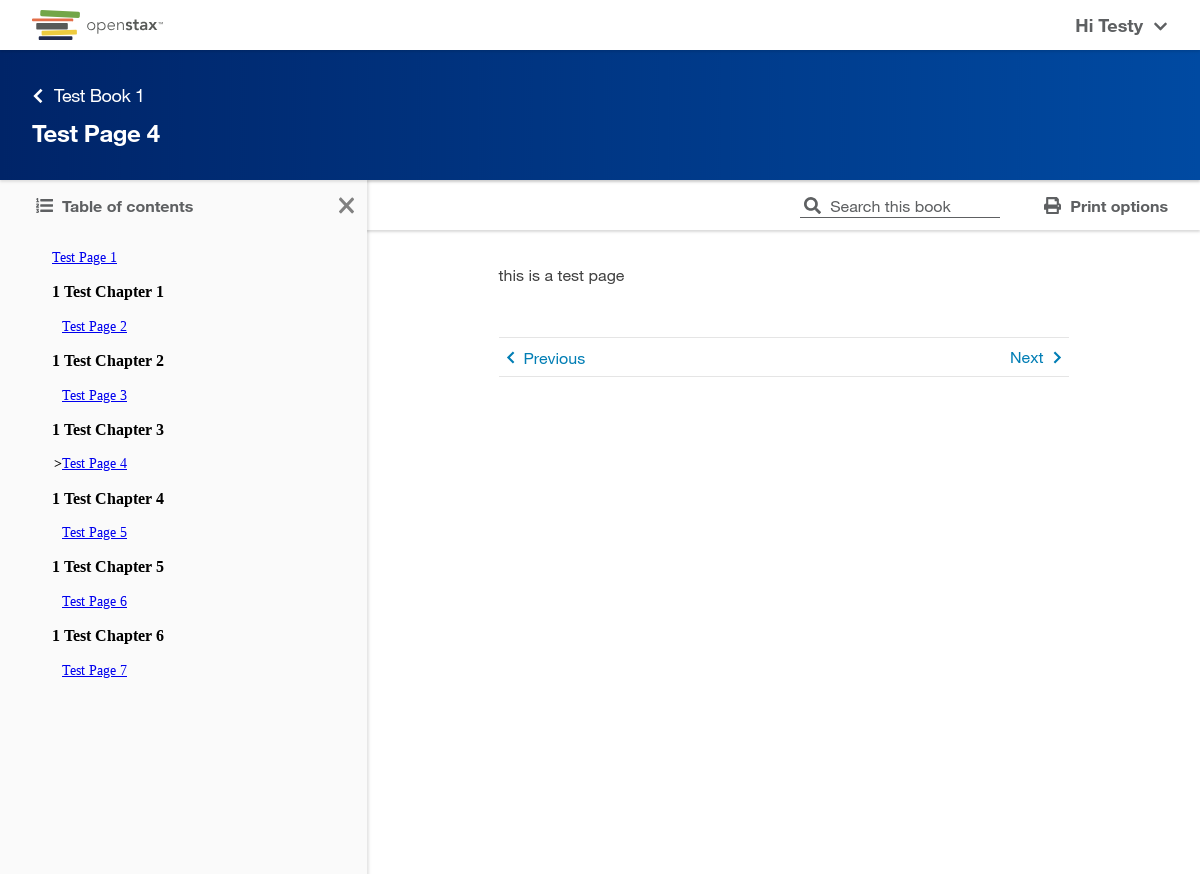 openstax™
Hi Testy
Test Book 1
Test Page 4
Table of contents
Search this book
Print options
Test Page 1
1 Test Chapter 1
Test Page 2
1 Test Chapter 2
Test Page 3
1 Test Chapter 3
>Test Page 4
1 Test Chapter 4
Test Page 5
1 Test Chapter 5
Test Page 6
1 Test Chapter 6
Test Page 7
this is a test page
Previous
Next